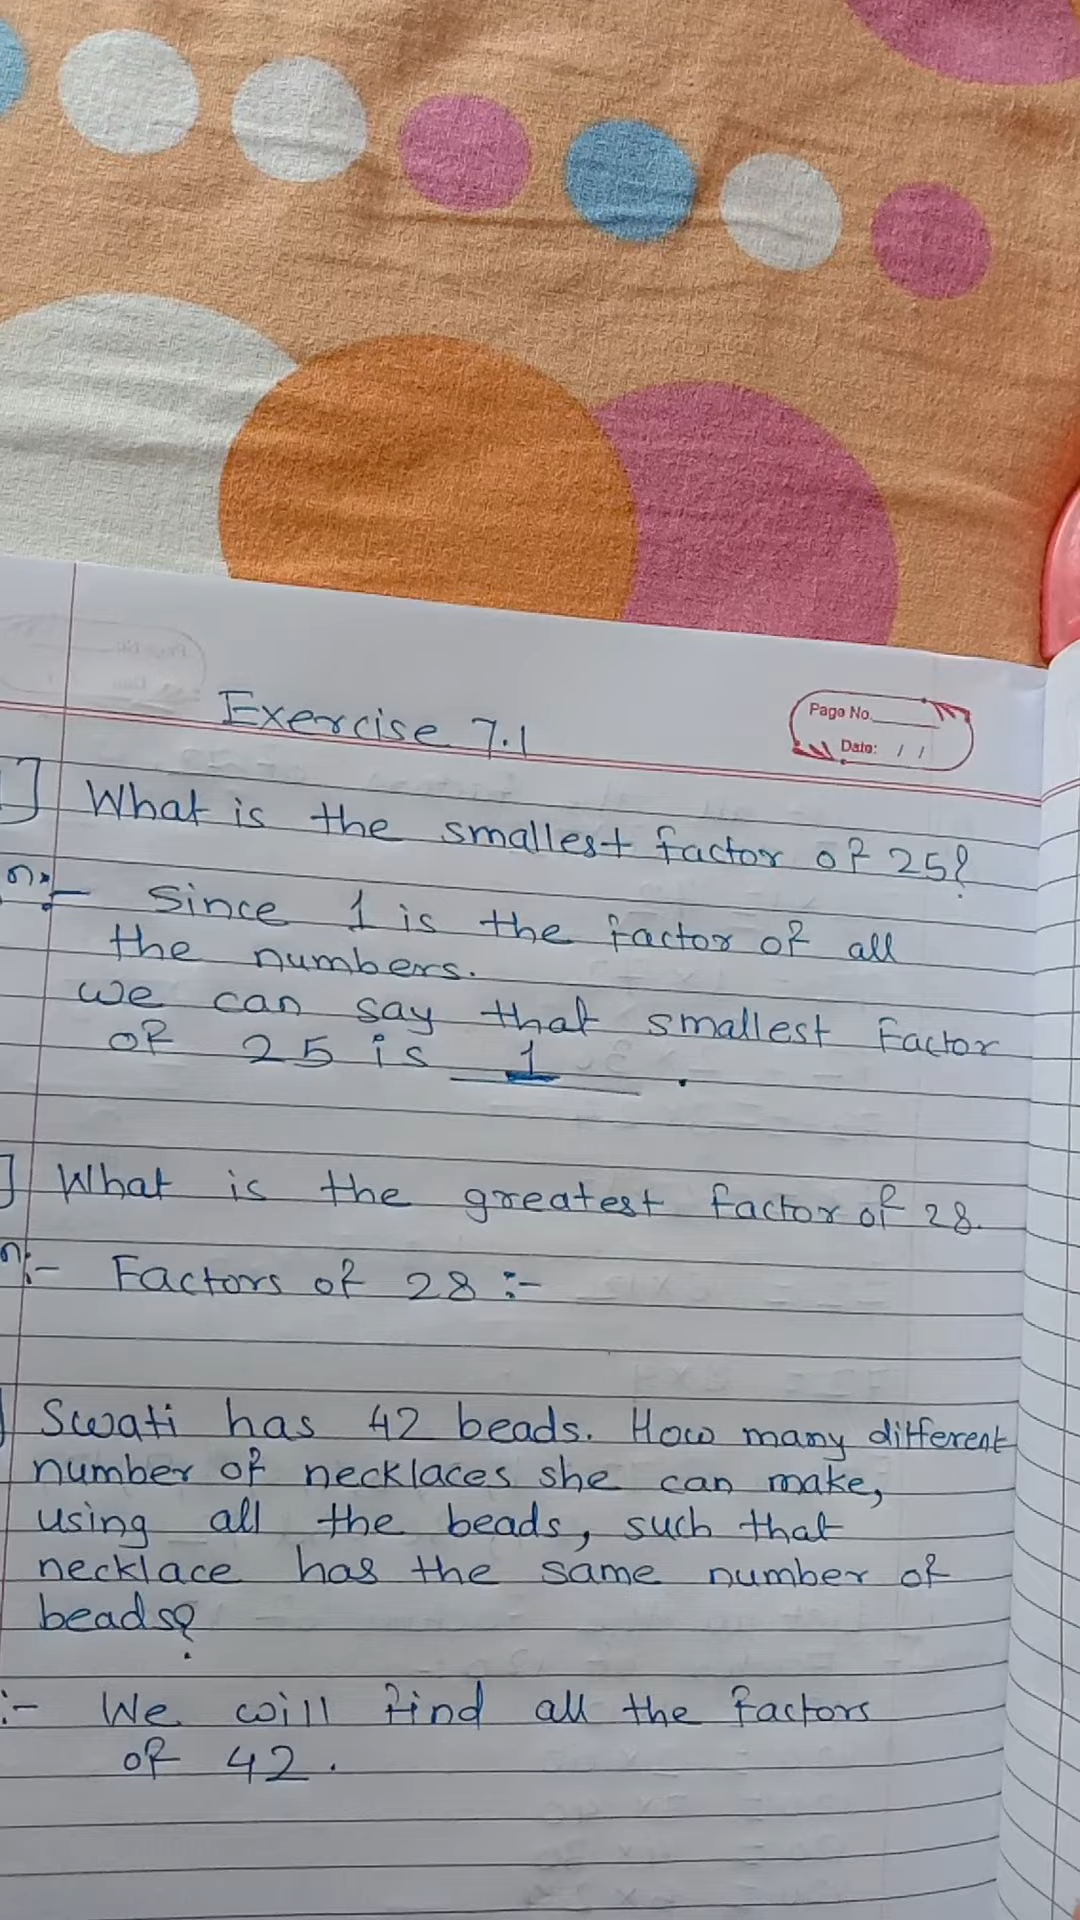 Exercise 7.1
Page No.
Date: / /
] What is the smallest factor of 25?
n:- Since 1 is the factor of all
the numbers.
we can say that smallest Factor
of 25 is 1 .
] What is the greatest factor of 28.
n:- Factors of 28 :-
Swati has 42 beads. How many different
number of necklaces she can make,
using all the beads, such that
necklace has the same number of
beads?
:- We will find all the factors
of 42.